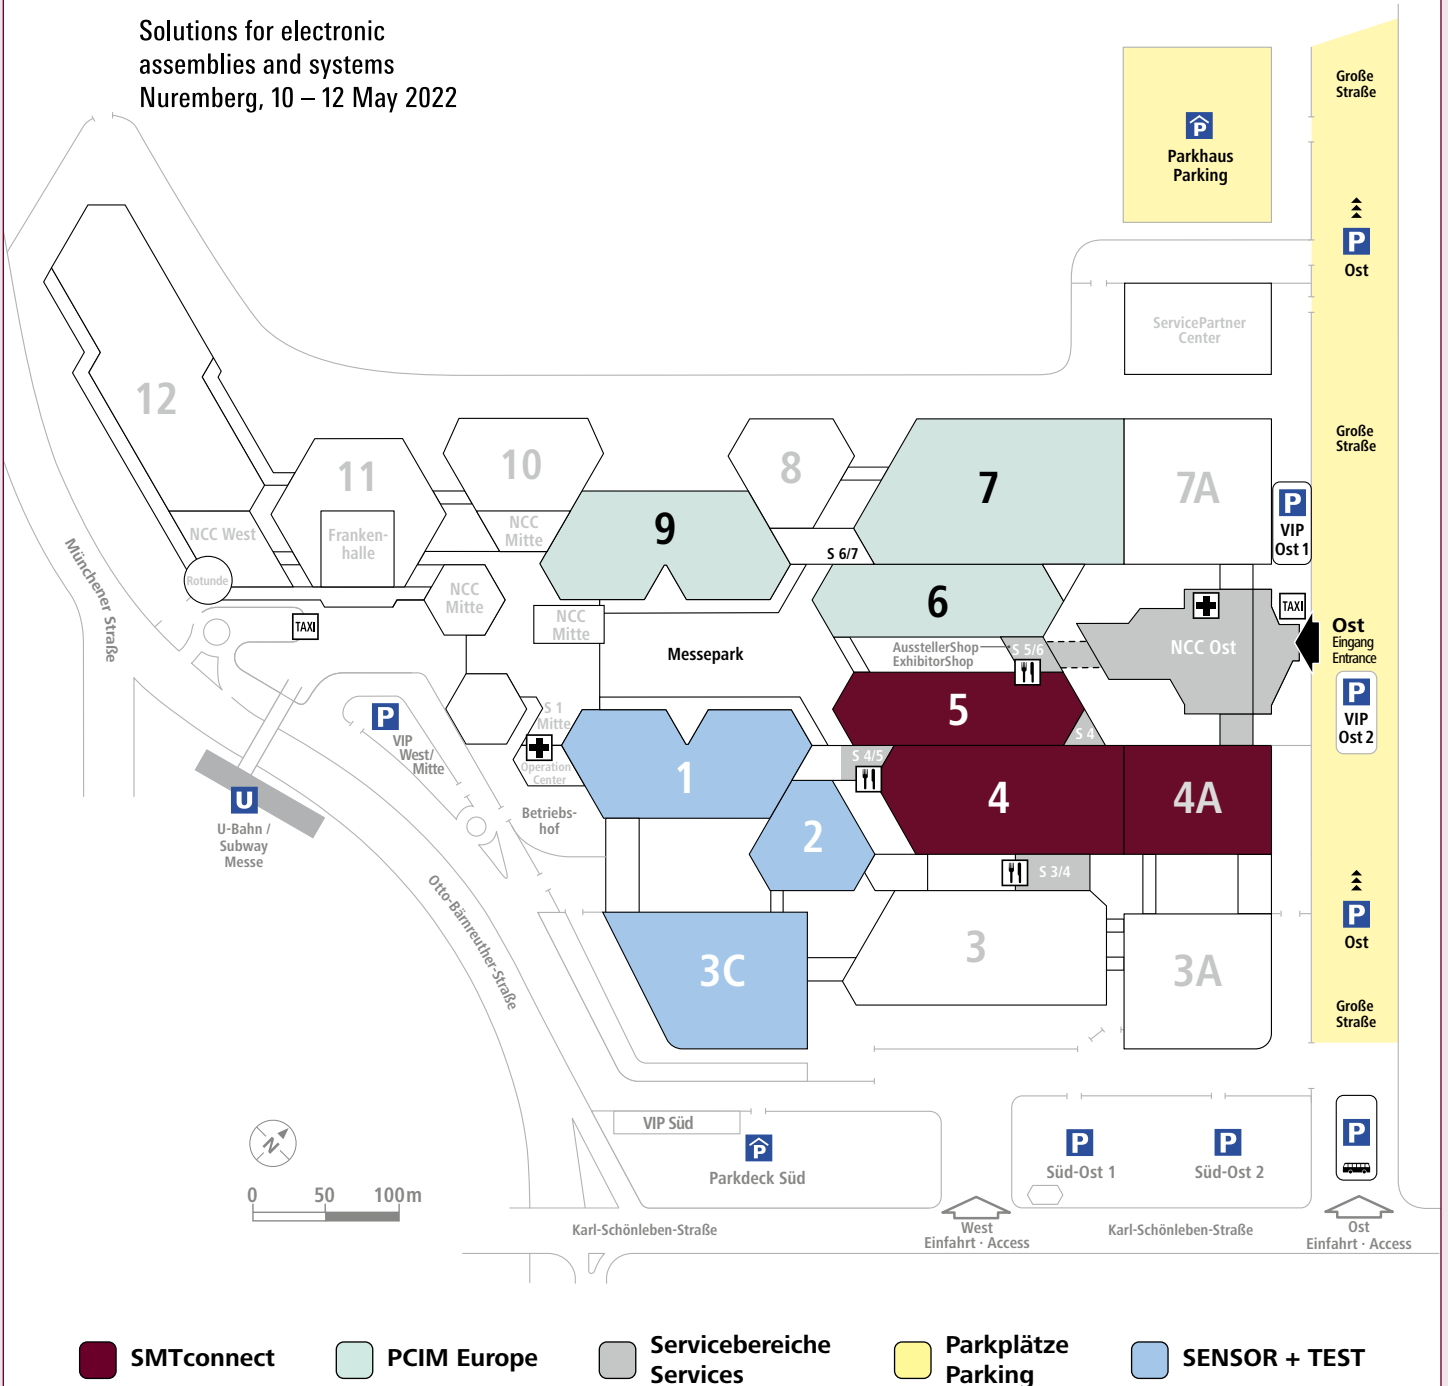 Solutions for electronic
assemblies and systems
Nuremberg, 10 – 12 May 2022
Große
Straße
P
Parkhaus
Parking
P
Ost
ServicePartner
Center
12
11
10
8
7
7A
Große
Straße
9
NCC West
Franken-
halle
NCC
Mitte
S 6/7
P
VIP
Ost 1
Rotunde
NCC
Mitte
6
TAXI
NCC
Mitte
TAXI
Münchener Straße
Messepark
AusstellerShop
ExhibitorShop
S 5/6
NCC Ost
Ost
Eingang
Entrance
P
VIP
Ost 2
5
S 4
P
VIP
West/
Mitte
S 1
Mitte
Operation
Center
1
S 4/5
4
4A
U
U-Bahn /
Subway
Messe
Betriebs-
hof
2
S 3/4
Otto-Bärnreuther-Straße
P
Ost
3C
3
3A
Große
Straße
N
0 50 100m
VIP Süd
P
Parkdeck Süd
P
Süd-Ost 1
P
Süd-Ost 2
P
Karl-Schönleben-Straße
West
Einfahrt · Access
Karl-Schönleben-Straße
Ost
Einfahrt · Access
SMTconnect
PCIM Europe
Servicebereiche
Services
Parkplätze
Parking
SENSOR + TEST